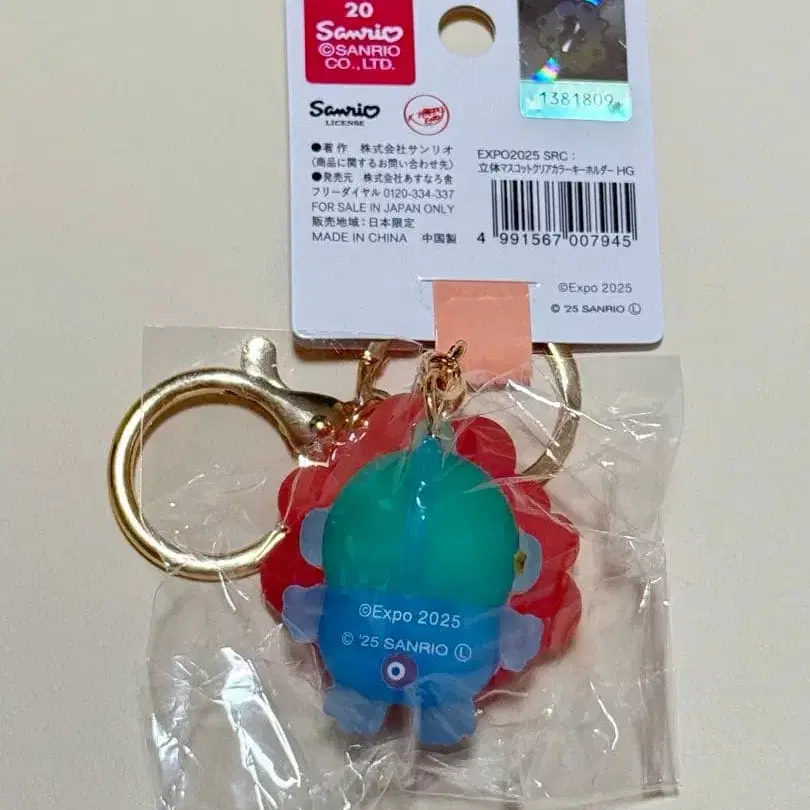 20
Sanrio
©SANRIO
CO.,LTD.
1381809
Sanrio
LICENSE
●著作 株式会社サンリオ
(商品に関するお問い合わせ先)
●発売元 株式会社あすなろ舎
フリーダイヤル 0120-334-337
FOR SALE IN JAPAN ONLY
販売地域:日本限定
MADE IN CHINA 中国製
EXPO2025 SRC:
立体マスコットクリアカラーキーホルダー HG
4 991567 007945
©Expo 2025
© '25 SANRIO Ⓛ
©Expo 2025
© '25 SANRIO Ⓛ